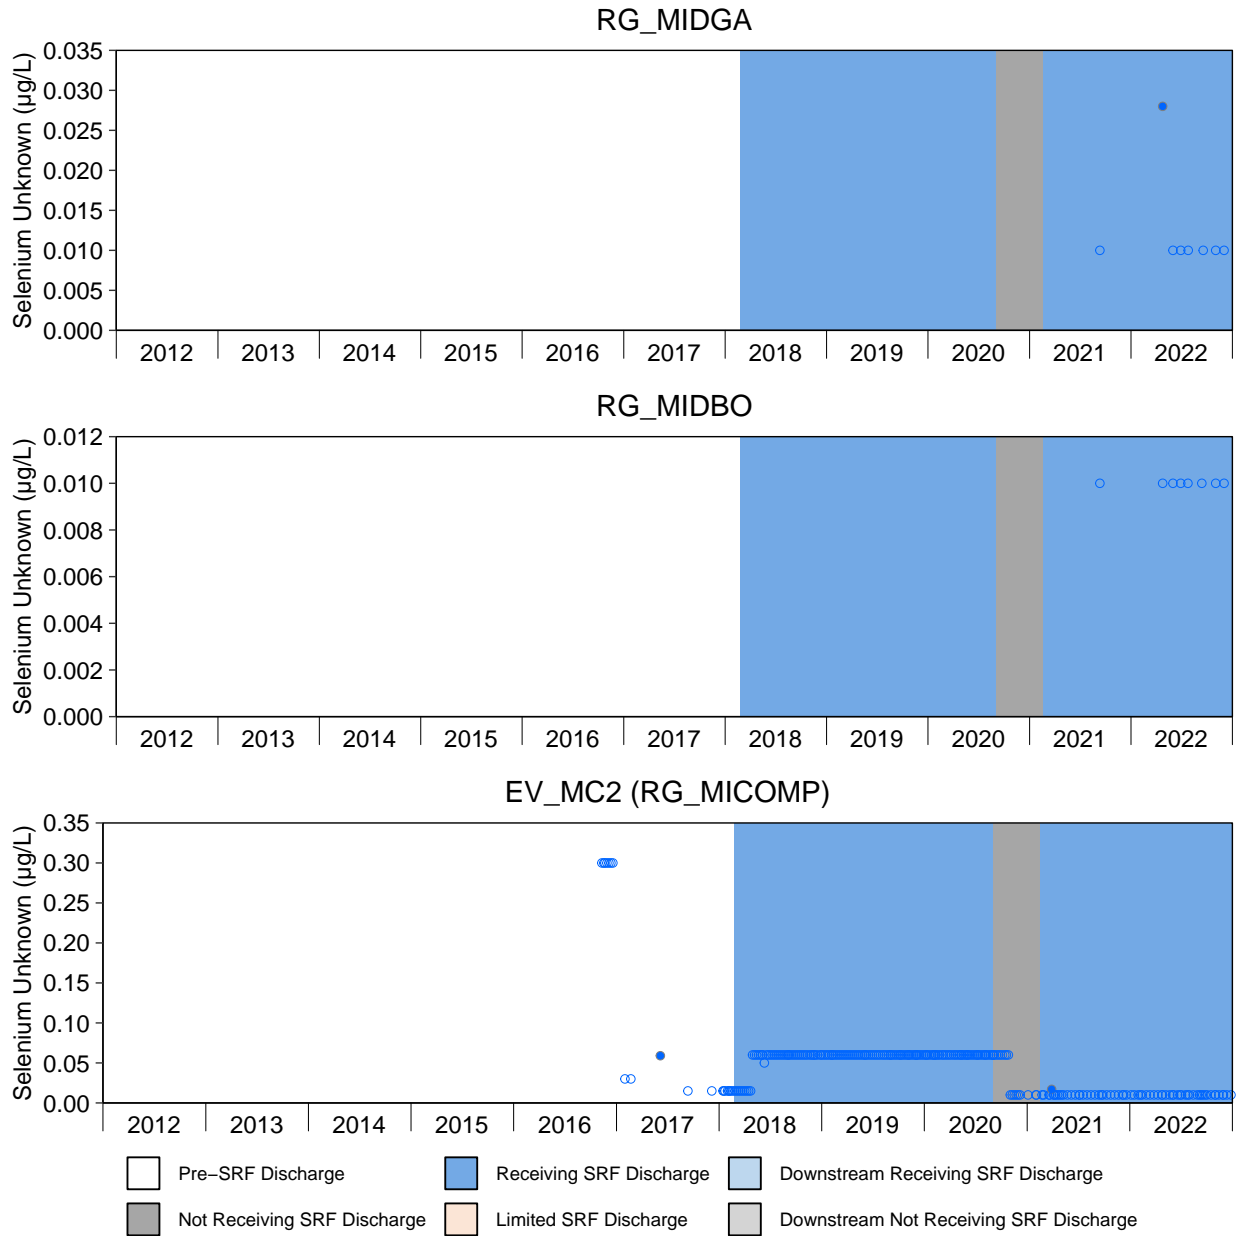 RG_MIDGA
Selenium Unknown (µg/L)
0.035
0.030
0.025
0.020
0.015
0.010
0.005
0.000
2012 2013 2014 2015 2016 2017 2018 2019 2020 2021 2022
RG_MIDBO
Selenium Unknown (µg/L)
0.012
0.010
0.008
0.006
0.004
0.002
0.000
2012 2013 2014 2015 2016 2017 2018 2019 2020 2021 2022
EV_MC2 (RG_MICOMP)
Selenium Unknown (µg/L)
0.35
0.30
0.25
0.20
0.15
0.10
0.05
0.00
2012 2013 2014 2015 2016 2017 2018 2019 2020 2021 2022
Pre−SRF Discharge Receiving SRF Discharge Downstream Receiving SRF Discharge
Not Receiving SRF Discharge Limited SRF Discharge Downstream Not Receiving SRF Discharge